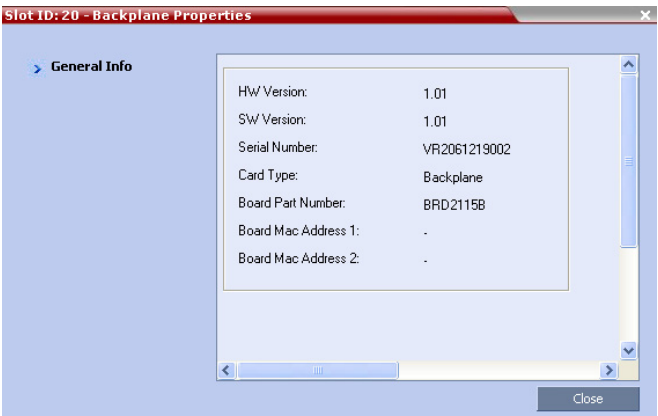 Slot ID: 20 - Backplane Properties
General Info
HW Version: 1.01
SW Version: 1.01
Serial Number: VR2061219002
Card Type: Backplane
Board Part Number: BRD2115B
Board Mac Address 1: -
Board Mac Address 2: -
Close